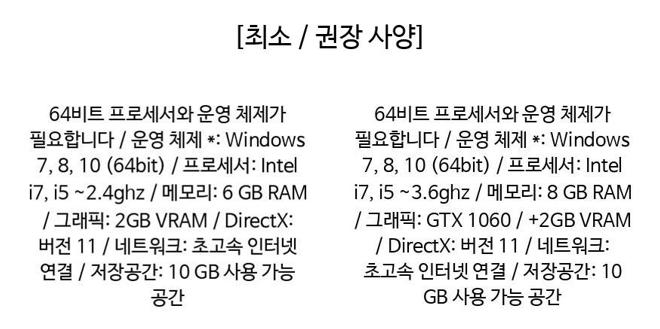 [최소 / 권장 사양]
64비트 프로세서와 운영 체제가
필요합니다 / 운영 체제 *: Windows
7, 8, 10 (64bit) / 프로세서: Intel
i7, i5 ~2.4ghz / 메모리: 6 GB RAM
/ 그래픽: 2GB VRAM / DirectX:
버전 11 / 네트워크: 초고속 인터넷
연결 / 저장공간: 10 GB 사용 가능
공간
64비트 프로세서와 운영 체제가
필요합니다 / 운영 체제 *: Windows
7, 8, 10 (64bit) / 프로세서: Intel
i7, i5 ~3.6ghz / 메모리: 8 GB RAM
/ 그래픽: GTX 1060 / +2GB VRAM
/ DirectX: 버전 11 / 네트워크:
초고속 인터넷 연결 / 저장공간: 10
GB 사용 가능 공간